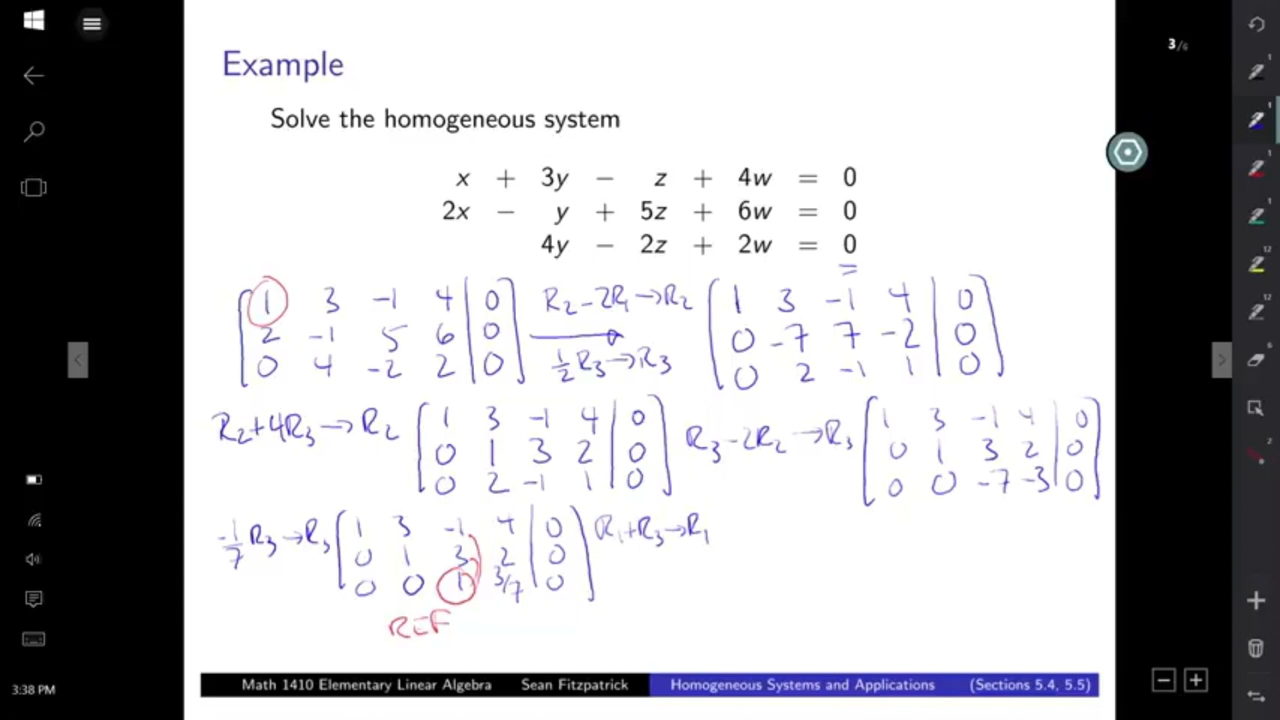 3/6
Example
Solve the homogeneous system
x + 3y − z + 4w = 0
2x − y + 5z + 6w = 0
4y − 2z + 2w = 0
1 3 -1 4 | 0 R2-2R1→R2 1 3 -1 4 | 0
2 -1 5 6 | 0 0 -7 7 -2 | 0
0 4 -2 2 | 0 1/2R3→R3 0 2 -1 1 | 0
1 3 -1 4 | 0 1 3 -1 4 | 0
R2+4R3→R2 0 1 3 2 | 0 R3-2R2→R3 0 1 3 2 | 0
0 2 -1 1 | 0 0 0 -7 -3 | 0
1 3 -1 4 | 0 R1+R3→R1
-1/7R3→R3 0 1 3 2 | 0
0 0 1 3/7 | 0
REF
Math 1410 Elementary Linear Algebra Sean Fitzpatrick Homogeneous Systems and Applications (Sections 5.4, 5.5)
3:38 PM